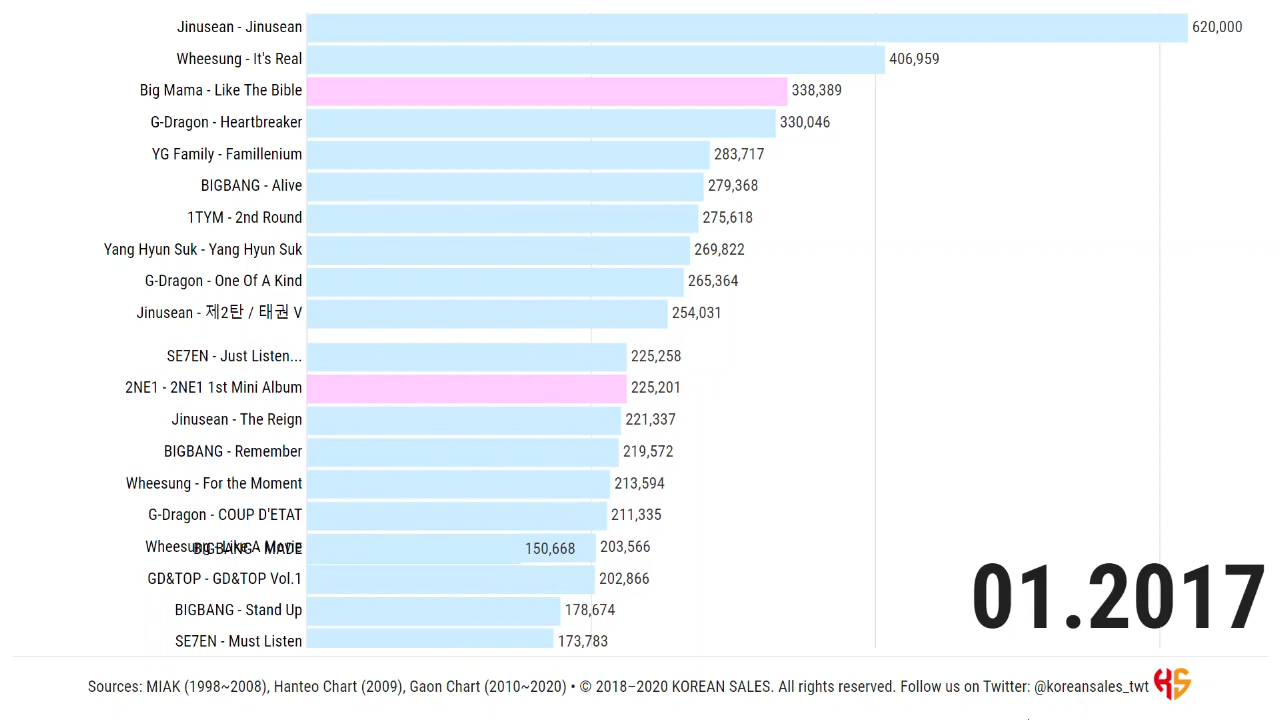 Jinusean - Jinusean 620,000
Wheesung - It's Real 406,959
Big Mama - Like The Bible 338,389
G-Dragon - Heartbreaker 330,046
YG Family - Famillenium 283,717
BIGBANG - Alive 279,368
1TYM - 2nd Round 275,618
Yang Hyun Suk - Yang Hyun Suk 269,822
G-Dragon - One Of A Kind 265,364
Jinusean - 제2탄 / 태권 V 254,031
SE7EN - Just Listen... 225,258
2NE1 - 2NE1 1st Mini Album 225,201
Jinusean - The Reign 221,337
BIGBANG - Remember 219,572
Wheesung - For the Moment 213,594
G-Dragon - COUP D'ETAT 211,335
Wheesung - Like A Movie 203,566
BIGBANG - MADE 150,668
GD&TOP - GD&TOP Vol.1 202,866
BIGBANG - Stand Up 178,674
SE7EN - Must Listen 173,783
01.2017
Sources: MIAK (1998~2008), Hanteo Chart (2009), Gaon Chart (2010~2020) • © 2018–2020 KOREAN SALES. All rights reserved. Follow us on Twitter: @koreansales_twt KS